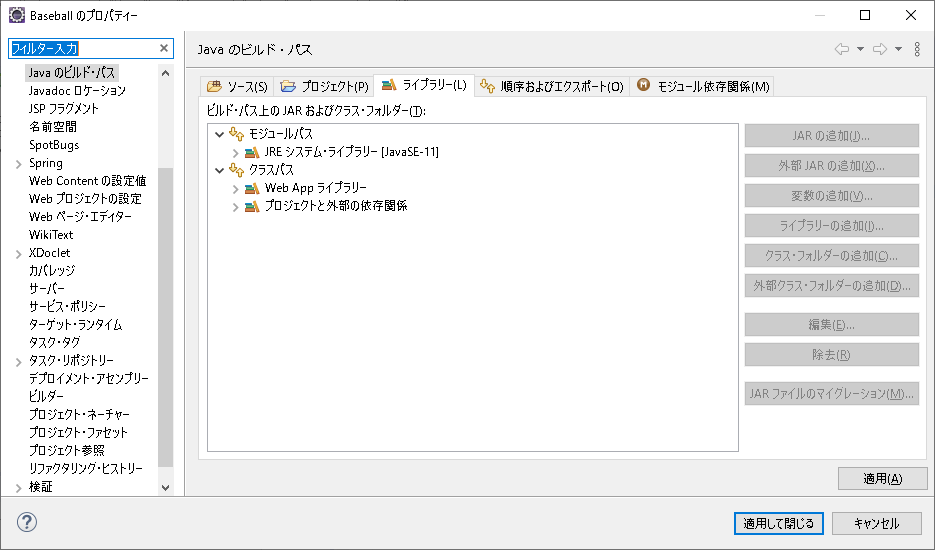 Baseball のプロパティー
フィルター入力
Java のビルド・パス
Javadoc ロケーション
JSP フラグメント
名前空間
SpotBugs
Spring
Web Content の設定値
Web プロジェクトの設定
Web ページ・エディター
WikiText
XDoclet
カバレッジ
サーバー
サービス・ポリシー
ターゲット・ランタイム
タスク・タグ
タスク・リポジトリー
デプロイメント・アセンブリー
ビルダー
プロジェクト・ネーチャー
プロジェクト・ファセット
プロジェクト参照
リファクタリング・ヒストリー
検証
Java のビルド・パス
ソース(S)
プロジェクト(P)
ライブラリー(L)
順序およびエクスポート(O)
モジュール依存関係(M)
ビルド・パス上の JAR およびクラス・フォルダー(T):
モジュールパス
JRE システム・ライブラリー [JavaSE-11]
クラスパス
Web App ライブラリー
プロジェクトと外部の依存関係
JAR の追加(J)...
外部 JAR の追加(X)...
変数の追加(V)...
ライブラリーの追加(I)...
クラス・フォルダーの追加(C)...
外部クラス・フォルダーの追加(D)...
編集(E)...
除去(R)
JAR ファイルのマイグレーション(M)...
適用(A)
適用して閉じる
キャンセル